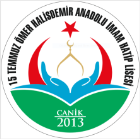 15 TEMMUZ ÖMER HALİSDEMİR ANADOLU İMAM HATİP LİSESİ
CANİK
2013